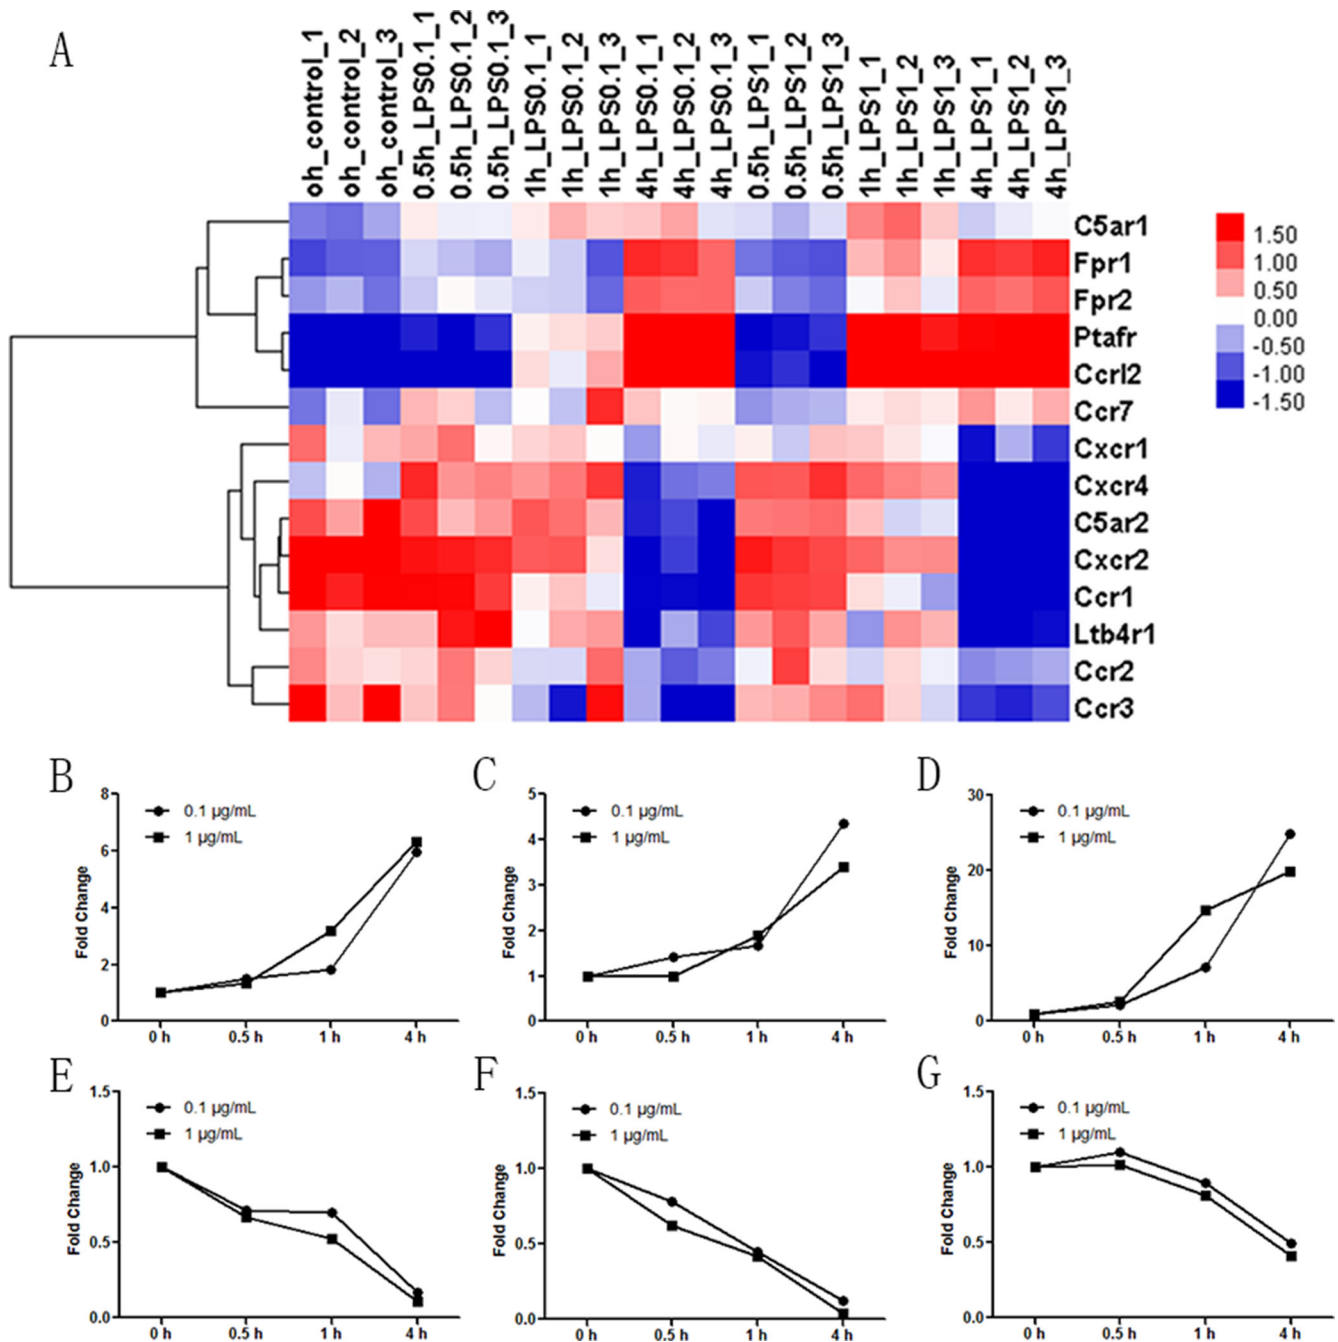 A
oh_control_1
oh_control_2
oh_control_3
0.5h_LPS0.1_1
0.5h_LPS0.1_2
0.5h_LPS0.1_3
1h_LPS0.1_1
1h_LPS0.1_2
1h_LPS0.1_3
4h_LPS0.1_1
4h_LPS0.1_2
4h_LPS0.1_3
0.5h_LPS1_1
0.5h_LPS1_2
0.5h_LPS1_3
1h_LPS1_1
1h_LPS1_2
1h_LPS1_3
4h_LPS1_1
4h_LPS1_2
4h_LPS1_3
C5ar1
Fpr1
Fpr2
Ptafr
Ccrl2
Ccr7
Cxcr1
Cxcr4
C5ar2
Cxcr2
Ccr1
Ltb4r1
Ccr2
Ccr3
1.50
1.00
0.50
0.00
-0.50
-1.00
-1.50
B
8
6
4
2
0
Fold Change
0.1 µg/mL
1 µg/mL
0 h
0.5 h
1 h
4 h
C
5
4
3
2
1
0
Fold Change
0.1 µg/mL
1 µg/mL
0 h
0.5 h
1 h
4 h
D
30
20
10
0
Fold Change
0.1 µg/mL
1 µg/mL
0 h
0.5 h
1 h
4 h
E
1.5
1.0
0.5
0.0
Fold Change
0.1 µg/mL
1 µg/mL
0 h
0.5 h
1 h
4 h
F
1.5
1.0
0.5
0.0
Fold Change
0.1 µg/mL
1 µg/mL
0 h
0.5 h
1 h
4 h
G
1.5
1.0
0.5
0.0
Fold Change
0.1 µg/mL
1 µg/mL
0 h
0.5 h
1 h
4 h